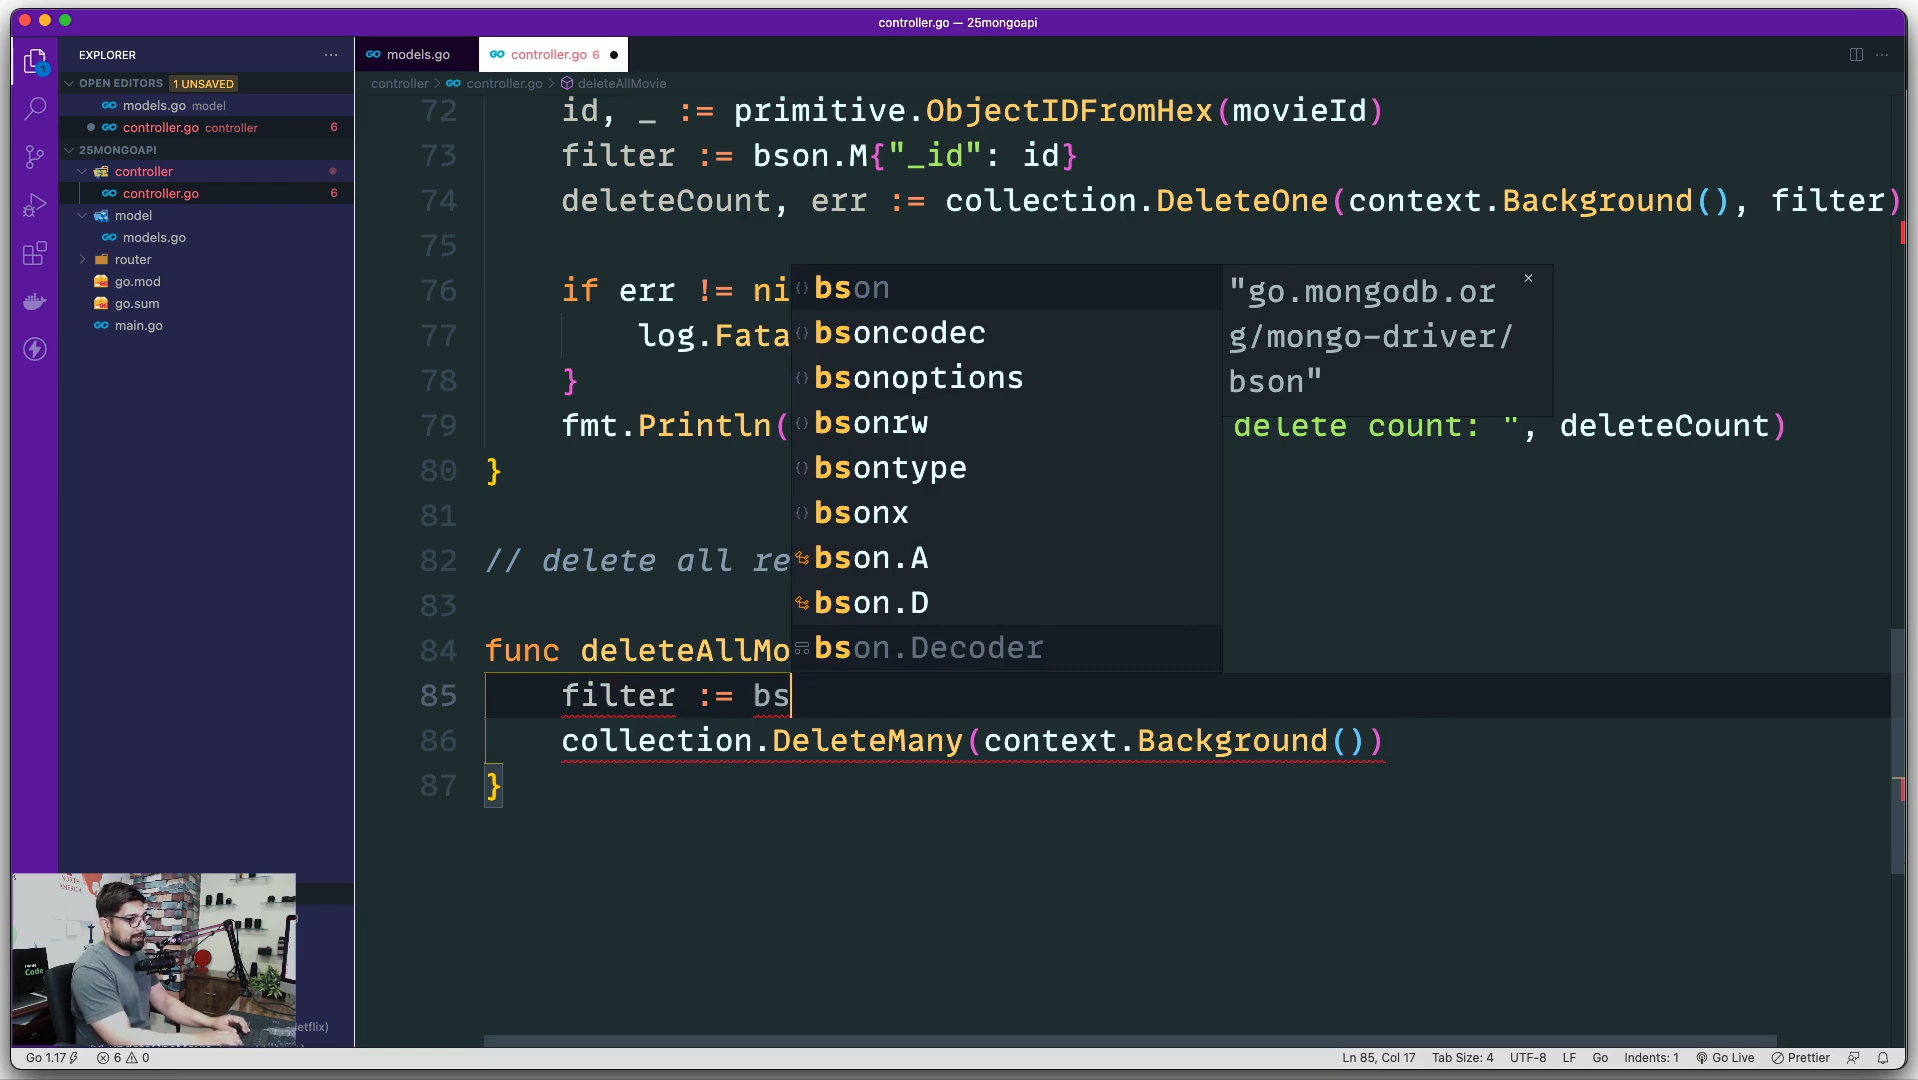 controller.go — 25mongoapi
EXPLORER
OPEN EDITORS 1 UNSAVED
models.go model
controller.go controller 6
25MONGOAPI
controller
controller.go 6
model
models.go
router
go.mod
go.sum
main.go
models.go
controller.go 6
controller > controller.go > deleteAllMovie
72 id, _ := primitive.ObjectIDFromHex(movieId)
73 filter := bson.M{"_id": id}
74 deleteCount, err := collection.DeleteOne(context.Background(), filter)
75
76 if err != ni
77 log.Fata
78 }
79 fmt.Println( delete count: ", deleteCount)
80 }
81
82 // delete all re
83
84 func deleteAllMo
85 filter := bs
86 collection.DeleteMany(context.Background())
87 }
bson
bsoncodec
bsonoptions
bsonrw
bsontype
bsonx
bson.A
bson.D
bson.Decoder
"go.mongodb.or
g/mongo-driver/
bson"
Code
etflix)
Go 1.17 6 0 Ln 85, Col 17 Tab Size: 4 UTF-8 LF Go Indents: 1 Go Live Prettier